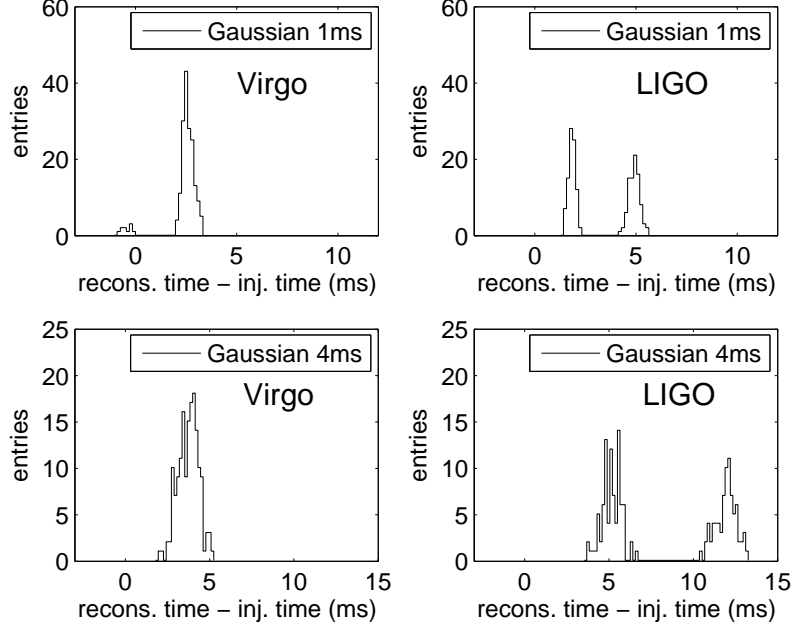 60
40
20
0
0 5 10
entries
recons. time − inj. time (ms)
Gaussian 1ms
Virgo
60
40
20
0
0 5 10
entries
recons. time − inj. time (ms)
Gaussian 1ms
LIGO
25
20
15
10
5
0
0 5 10 15
entries
recons. time − inj. time (ms)
Gaussian 4ms
Virgo
25
20
15
10
5
0
0 5 10 15
entries
recons. time − inj. time (ms)
Gaussian 4ms
LIGO